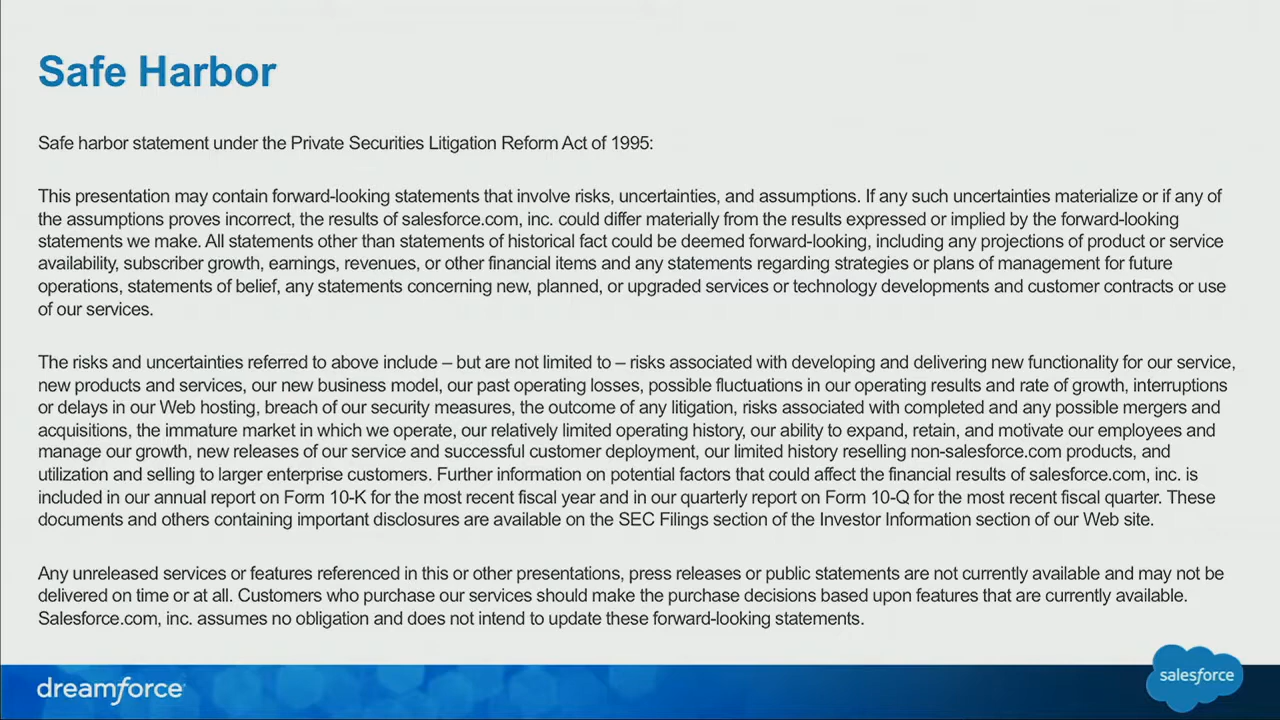 Safe Harbor
Safe harbor statement under the Private Securities Litigation Reform Act of 1995:
This presentation may contain forward-looking statements that involve risks, uncertainties, and assumptions. If any such uncertainties materialize or if any of
the assumptions proves incorrect, the results of salesforce.com, inc. could differ materially from the results expressed or implied by the forward-looking
statements we make. All statements other than statements of historical fact could be deemed forward-looking, including any projections of product or service
availability, subscriber growth, earnings, revenues, or other financial items and any statements regarding strategies or plans of management for future
operations, statements of belief, any statements concerning new, planned, or upgraded services or technology developments and customer contracts or use
of our services.
The risks and uncertainties referred to above include – but are not limited to – risks associated with developing and delivering new functionality for our service,
new products and services, our new business model, our past operating losses, possible fluctuations in our operating results and rate of growth, interruptions
or delays in our Web hosting, breach of our security measures, the outcome of any litigation, risks associated with completed and any possible mergers and
acquisitions, the immature market in which we operate, our relatively limited operating history, our ability to expand, retain, and motivate our employees and
manage our growth, new releases of our service and successful customer deployment, our limited history reselling non-salesforce.com products, and
utilization and selling to larger enterprise customers. Further information on potential factors that could affect the financial results of salesforce.com, inc. is
included in our annual report on Form 10-K for the most recent fiscal year and in our quarterly report on Form 10-Q for the most recent fiscal quarter. These
documents and others containing important disclosures are available on the SEC Filings section of the Investor Information section of our Web site.
Any unreleased services or features referenced in this or other presentations, press releases or public statements are not currently available and may not be
delivered on time or at all. Customers who purchase our services should make the purchase decisions based upon features that are currently available.
Salesforce.com, inc. assumes no obligation and does not intend to update these forward-looking statements.
dreamforce
salesforce